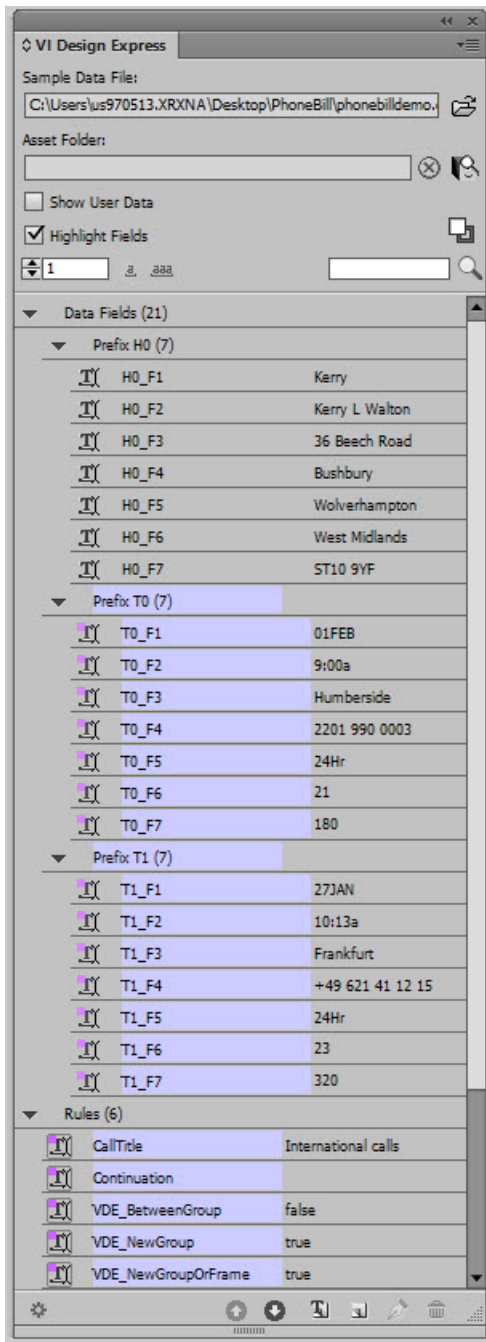 VI Design Express
Sample Data File:
C:\Users\us970513.XRXNA\Desktop\PhoneBill\phonebilldemo.
Asset Folder:
Show User Data
Highlight Fields
1 a, aaa,
Data Fields (21)
Prefix H0 (7)
H0_F1 Kerry
H0_F2 Kerry L Walton
H0_F3 36 Beech Road
H0_F4 Bushbury
H0_F5 Wolverhampton
H0_F6 West Midlands
H0_F7 ST10 9YF
Prefix T0 (7)
T0_F1 01FEB
T0_F2 9:00a
T0_F3 Humberside
T0_F4 2201 990 0003
T0_F5 24Hr
T0_F6 21
T0_F7 180
Prefix T1 (7)
T1_F1 27JAN
T1_F2 10:13a
T1_F3 Frankfurt
T1_F4 +49 621 41 12 15
T1_F5 24Hr
T1_F6 23
T1_F7 320
Rules (6)
CallTitle International calls
Continuation
VDE_BetweenGroup false
VDE_NewGroup true
VDE_NewGroupOrFrame true